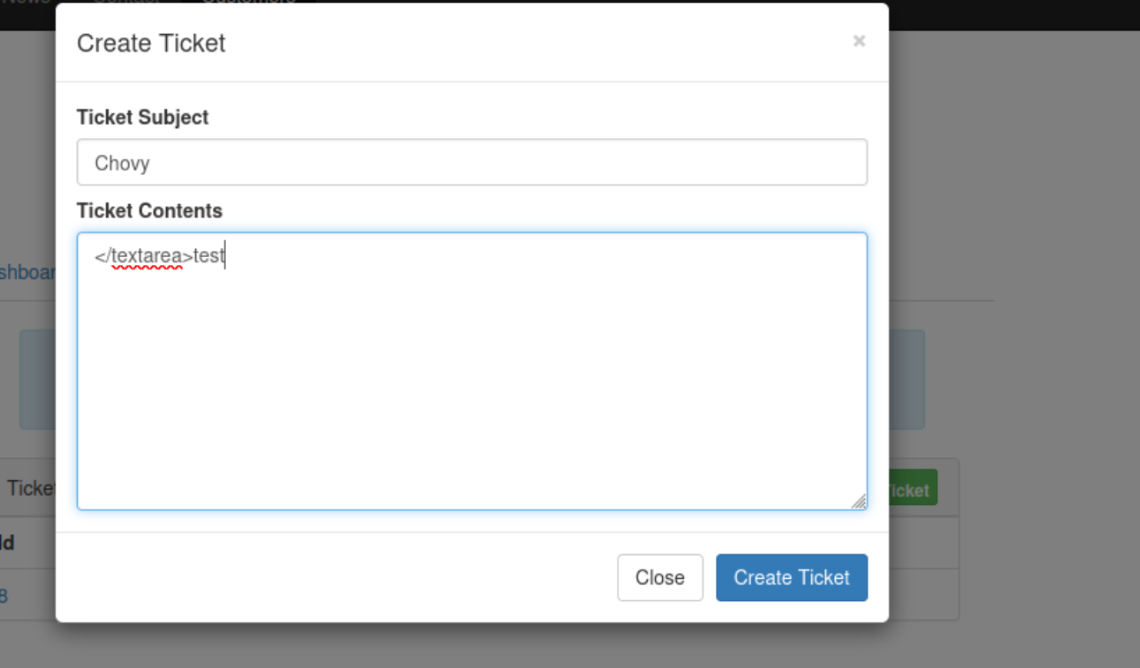 News Contact Customers
Create Ticket ×
Ticket Subject
Chovy
Ticket Contents
</textarea>test
shboar
Ticke
icket
Id
8
Close Create Ticket